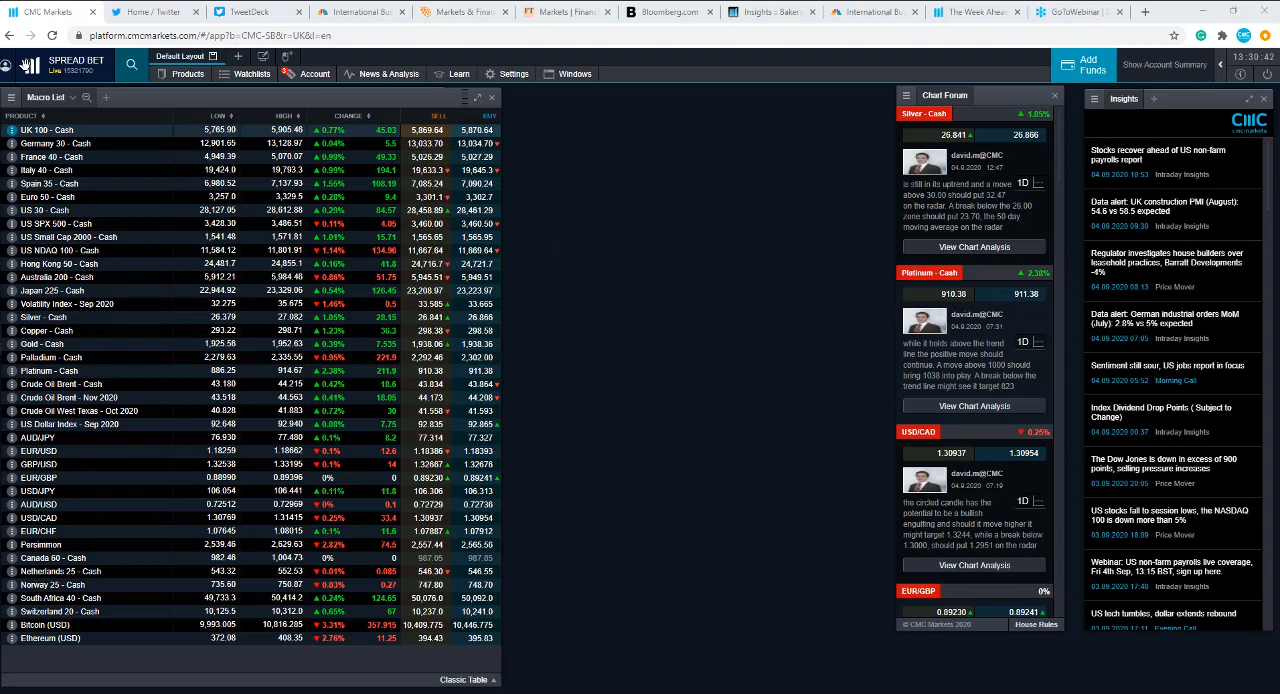 CMC Markets
Home / Twitter
TweetDeck
International Bus
Markets & Finan
Markets | Financ
Bloomberg.com
Insights :: Bakery
International Bus
The Week Ahead
GoToWebinar | D
platform.cmcmarkets.com/#/app?b=CMC-SB&r=UK&l=en
SPREAD BET
Live 16821790
Default Layout
Products
Watchlists
Account
News & Analysis
Learn
Settings
Windows
Add Funds
Show Account Summary
13:30:42
Macro List
PRODUCT LOW HIGH CHANGE SELL BUY
UK 100 - Cash 5,765.90 5,905.46 0.77% 45.03 5,869.64 5,870.64
Germany 30 - Cash 12,901.65 13,128.97 0.04% 5.5 13,033.70 13,034.70
France 40 - Cash 4,949.39 5,070.07 0.99% 49.33 5,026.29 5,027.29
Italy 40 - Cash 19,424.0 19,793.3 0.99% 194.1 19,633.3 19,645.3
Spain 35 - Cash 6,980.52 7,137.93 1.55% 108.19 7,085.24 7,090.24
Euro 50 - Cash 3,257.0 3,329.5 0.28% 9.4 3,301.1 3,302.7
US 30 - Cash 28,127.05 28,612.88 0.29% 84.57 28,458.89 28,461.29
US SPX 500 - Cash 3,428.30 3,486.51 0.11% 4.05 3,460.00 3,460.50
US Small Cap 2000 - Cash 1,541.48 1,571.81 1.01% 15.71 1,565.65 1,565.95
US NDAQ 100 - Cash 11,584.12 11,801.91 1.14% 134.96 11,667.64 11,669.64
Hong Kong 50 - Cash 24,481.7 24,855.1 0.16% 41.8 24,716.7 24,721.7
Australia 200 - Cash 5,912.21 5,984.46 0.86% 51.75 5,945.51 5,949.51
Japan 225 - Cash 22,944.92 23,329.06 0.54% 126.45 23,208.97 23,223.97
Volatility Index - Sep 2020 32.275 35.675 1.46% 0.5 33.585 33.665
Silver - Cash 26.379 27.082 1.05% 28.15 26.841 26.866
Copper - Cash 293.22 298.71 1.23% 36.3 298.38 298.58
Gold - Cash 1,925.56 1,952.63 0.39% 7.535 1,938.06 1,938.36
Palladium - Cash 2,279.63 2,335.55 0.95% 221.9 2,292.46 2,302.00
Platinum - Cash 886.25 914.67 2.38% 211.9 910.38 911.38
Crude Oil Brent - Cash 43.180 44.215 0.42% 18.6 43.834 43.864
Crude Oil Brent - Nov 2020 43.518 44.563 0.41% 18.05 44.173 44.208
Crude Oil West Texas - Oct 2020 40.828 41.883 0.72% 30 41.558 41.593
US Dollar Index - Sep 2020 92.648 92.940 0.08% 7.75 92.835 92.865
AUD/JPY 76.930 77.480 0.1% 8.2 77.314 77.327
EUR/USD 1.18106 1.18662 0.1% 12.6 1.18386 1.18393
GBP/USD 1.32538 1.33195 0.1% 14 1.32667 1.32676
EUR/GBP 0.88990 0.89396 0% 0 0.89230 0.89241
USD/JPY 106.054 106.441 0.11% 11.8 106.306 106.313
AUD/USD 0.72512 0.72969 0% 0.1 0.72729 0.72736
USD/CAD 1.30769 1.31415 0.25% 33.4 1.30937 1.30954
EUR/CHF 1.07645 1.08013 0.1% 11.6 1.07887 1.07912
Persimmon 2,539.46 2,629.63 2.82% 74.5 2,557.44 2,565.56
Canada 60 - Cash 982.46 1,004.73 0% 0 987.05 987.85
Netherlands 25 - Cash 543.32 552.53 0.01% 0.085 546.30 546.55
Norway 25 - Cash 735.60 750.87 0.03% 0.27 747.80 748.70
South Africa 40 - Cash 49,733.3 50,414.2 0.24% 124.65 50,076.0 50,092.0
Switzerland 20 - Cash 10,125.5 10,312.0 0.65% 67 10,237.0 10,241.0
Bitcoin (USD) 9,993.005 10,816.285 3.31% 357.915 10,409.775 10,446.775
Ethereum (USD) 372.08 408.35 2.76% 11.25 394.43 395.83
Classic Table
Chart Forum
Silver - Cash 1.05%
26.841 26.866
david.m@CMC
04.9.2020 12:47
is still in its uptrend and a move
above 30.00 should put 32.47
on the radar. A break below the 26.00
zone should put 23.70, the 50 day
moving average on the radar
1D
View Chart Analysis
Platinum - Cash 2.38%
910.38 911.38
david.m@CMC
04.9.2020 07:31
while it holds above the trend
line the positive move should
continue. A move above 1000 should
bring 1038 into play. A break below the
trend line might see it target 823
1D
View Chart Analysis
USD/CAD 0.25%
1.30937 1.30954
david.m@CMC
04.9.2020 07:19
the circled candle has the
potential to be a bullish
engulfing and should it move higher it
might target 1.3244, while a break below
1.3000, should put 1.2951 on the radar
1D
View Chart Analysis
EUR/GBP 0%
0.89230 0.89241
© CMC Markets 2020
House Rules
Insights
cmc markets
Stocks recover ahead of US non-farm
payrolls report
04.09.2020 10:53 Intraday Insights
Data alert: UK construction PMI (August):
54.6 vs 58.5 expected
04.09.2020 09:30 Intraday Insights
Regulator investigates house builders over
leasehold practices, Barratt Developments
-4%
04.09.2020 08:13 Price Mover
Data alert: German industrial orders MoM
(July): 2.8% vs 5% expected
04.09.2020 07:05 Intraday Insights
Sentiment still sour, US jobs report in focus
04.09.2020 05:52 Morning Call
Index Dividend Drop Points ( Subject to
Change)
04.09.2020 00:37 Intraday Insights
The Dow Jones is down in excess of 900
points, selling pressure increases
03.09.2020 20:05 Price Mover
US stocks fall to session lows, the NASDAQ
100 is down more than 5%
03.09.2020 18:09 Price Mover
Webinar: US non-farm payrolls live coverage,
Fri 4th Sep, 13:15 BST, sign up here.
03.09.2020 17:48 Intraday Insights
US tech tumbles, dollar extends rebound
03.09.2020 17:11 Evening Call